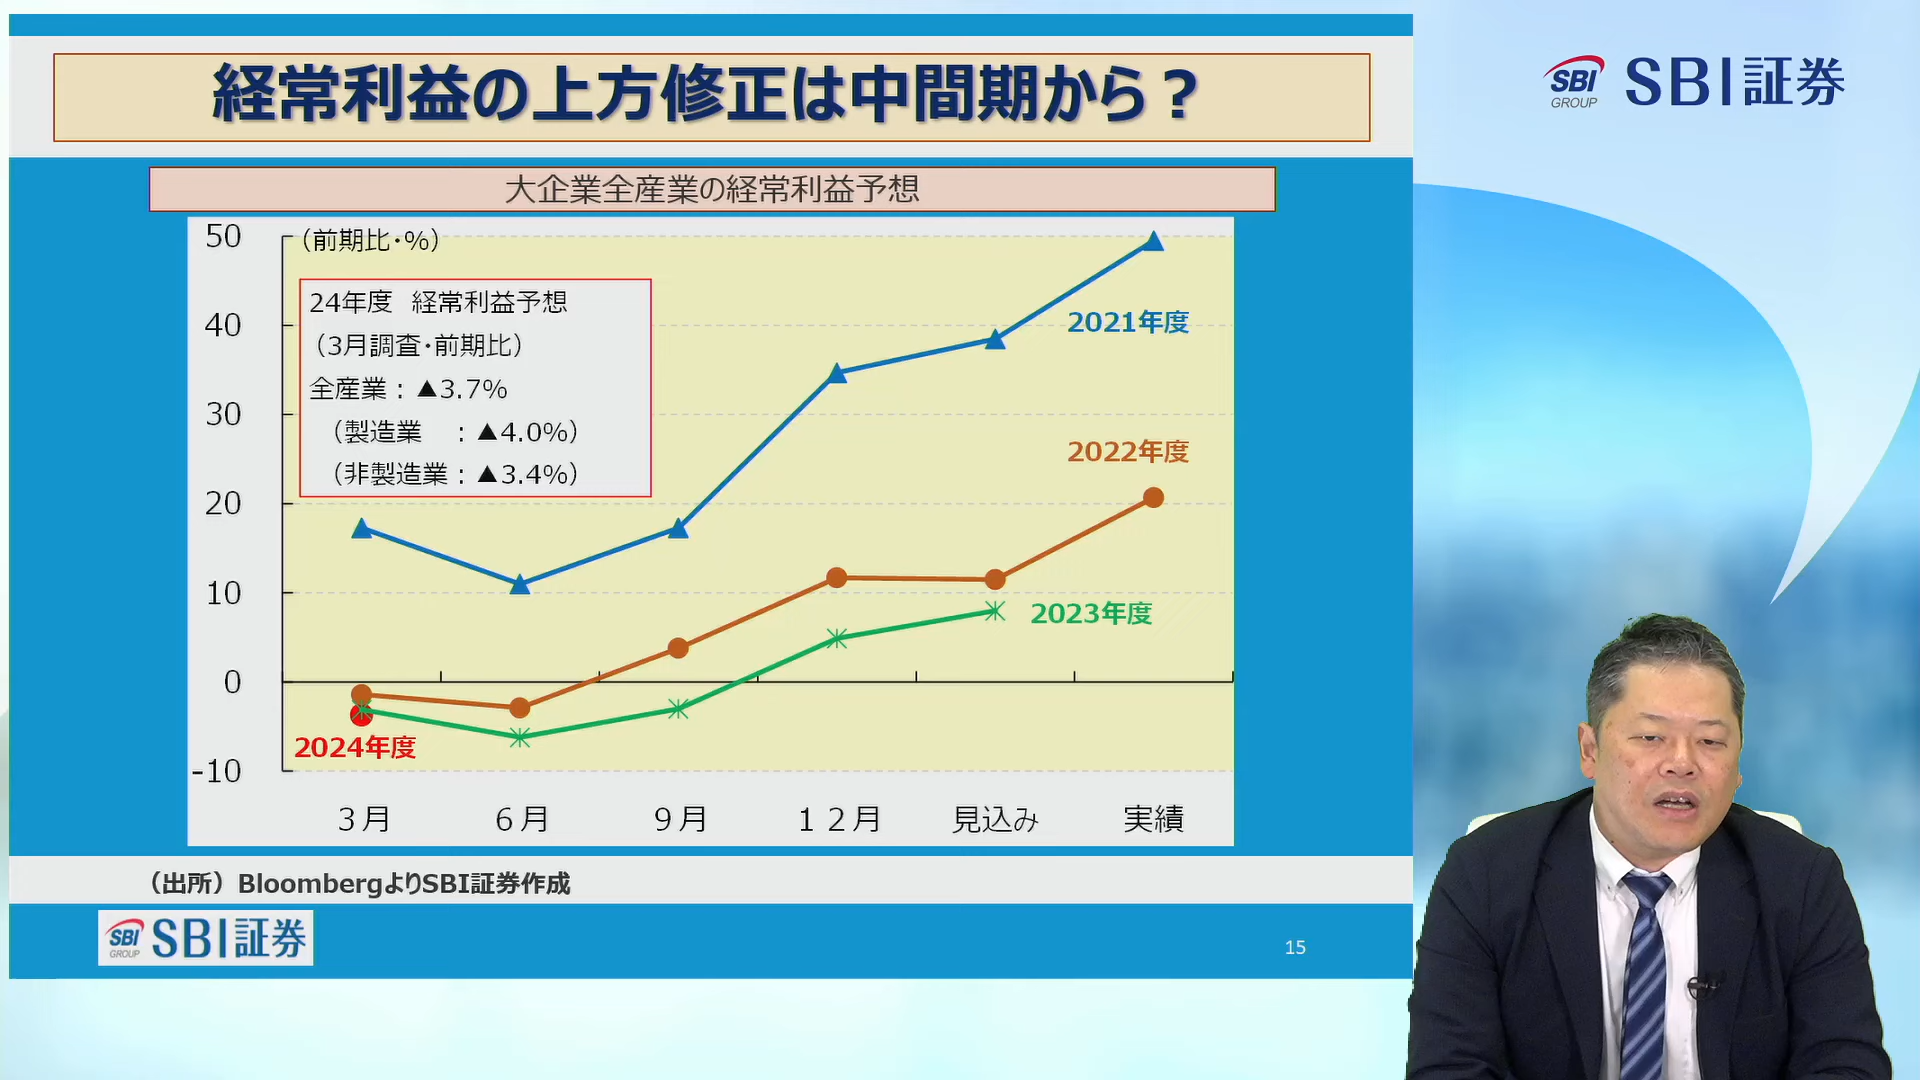 経常利益の上方修正は中間期から？
SBI
GROUP
SBI証券
大企業全産業の経常利益予想
（前期比・%）
50
40
30
20
10
0
-10
24年度　経常利益予想
（3月調査・前期比）
全産業：▲3.7%
（製造業　：▲4.0%）
（非製造業：▲3.4%）
2021年度
2022年度
2023年度
2024年度
３月
６月
９月
１２月
見込み
実績
（出所）BloombergよりSBI証券作成
SBI
GROUP
SBI証券
15